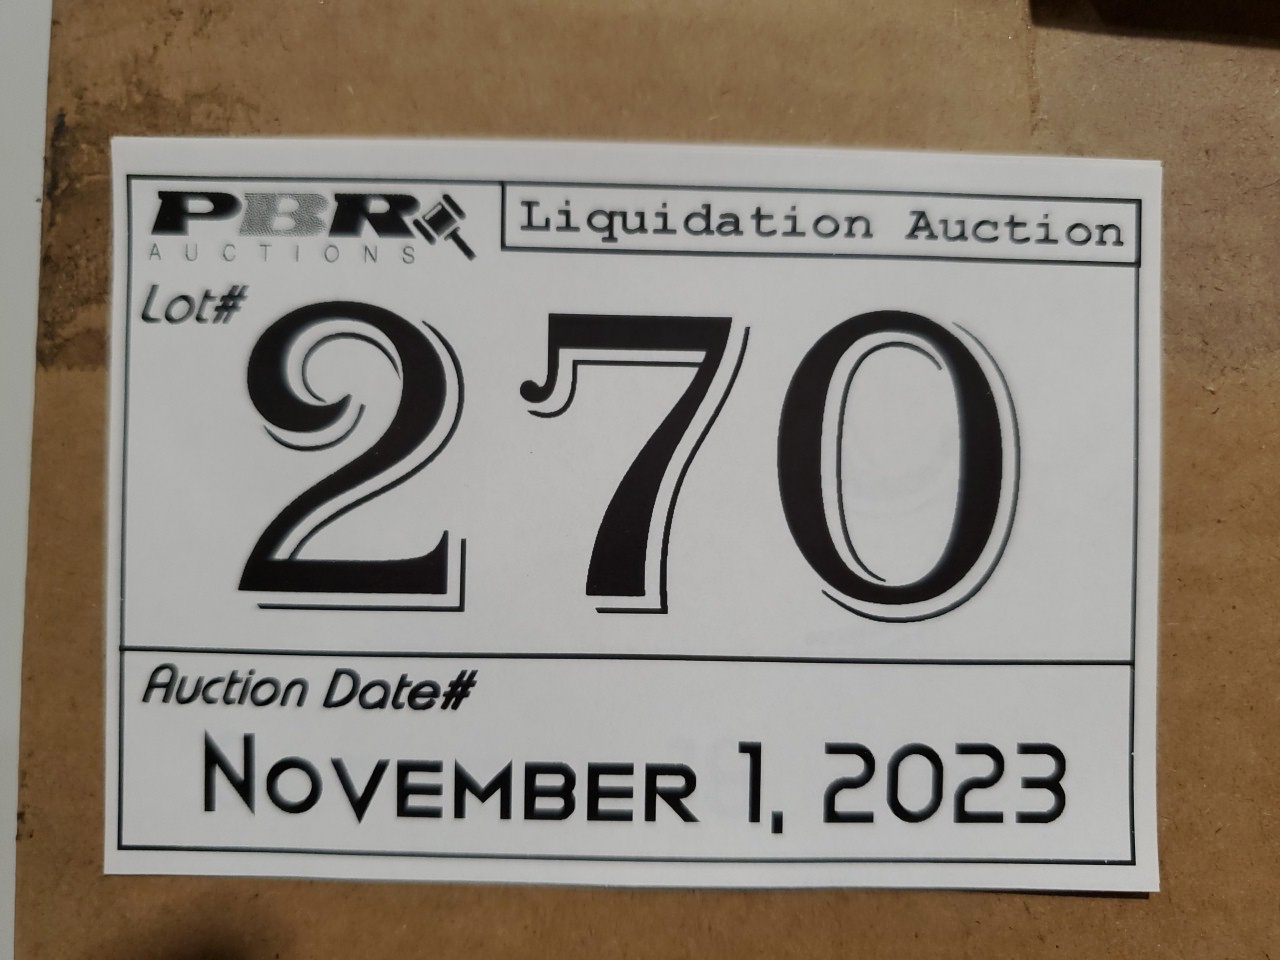 PBR
AUCTIONS
Liquidation Auction
Lot#
270
Auction Date#
November 1, 2023